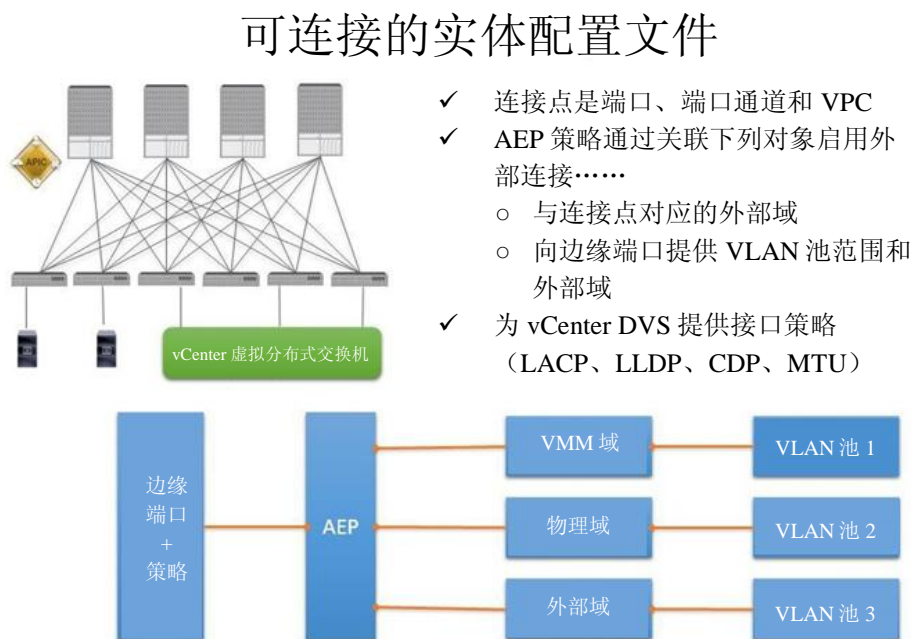 可连接的实体配置文件
APIC
✓ 连接点是端口、端口通道和 VPC
✓ AEP 策略通过关联下列对象启用外
部连接……
○ 与连接点对应的外部域
○ 向边缘端口提供 VLAN 池范围和
外部域
✓ 为 vCenter DVS 提供接口策略
（LACP、LLDP、CDP、MTU）
vCenter 虚拟分布式交换机
边缘
端口
+
策略
AEP
VMM 域
VLAN 池 1
物理域
VLAN 池 2
外部域
VLAN 池 3